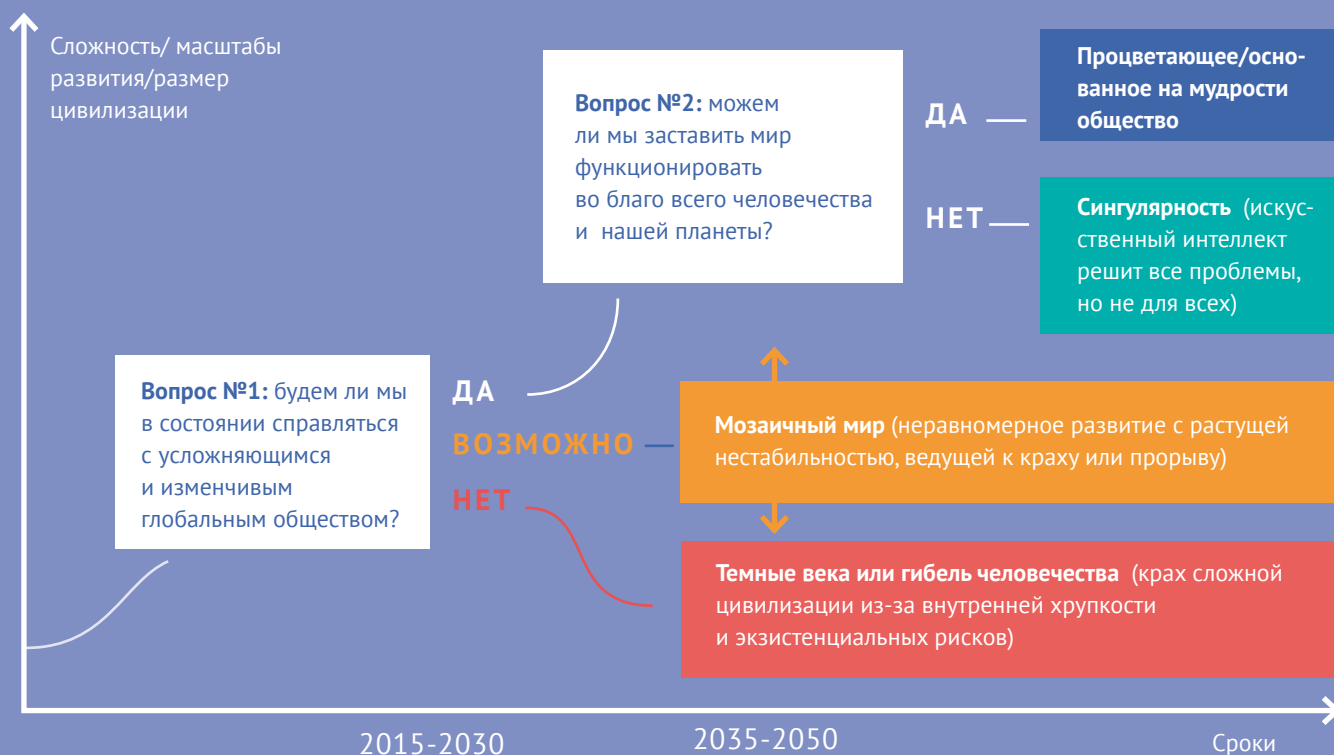 Сложность/ масштабы
развития/размер
цивилизации
Вопрос №2: можем
ли мы заставить мир
функционировать
во благо всего человечества
и нашей планеты?
ДА
Процветающее/осно-
ванное на мудрости
общество
НЕТ
Сингулярность (искус-
ственный интеллект
решит все проблемы,
но не для всех)
Вопрос №1: будем ли мы
в состоянии справляться
с усложняющимся
и изменчивым
глобальным обществом?
ДА
ВОЗМОЖНО
НЕТ
Мозаичный мир (неравномерное развитие с растущей
нестабильностью, ведущей к краху или прорыву)
Темные века или гибель человечества (крах сложной
цивилизации из-за внутренней хрупкости
и экзистенциальных рисков)
2015-2030
2035-2050
Сроки